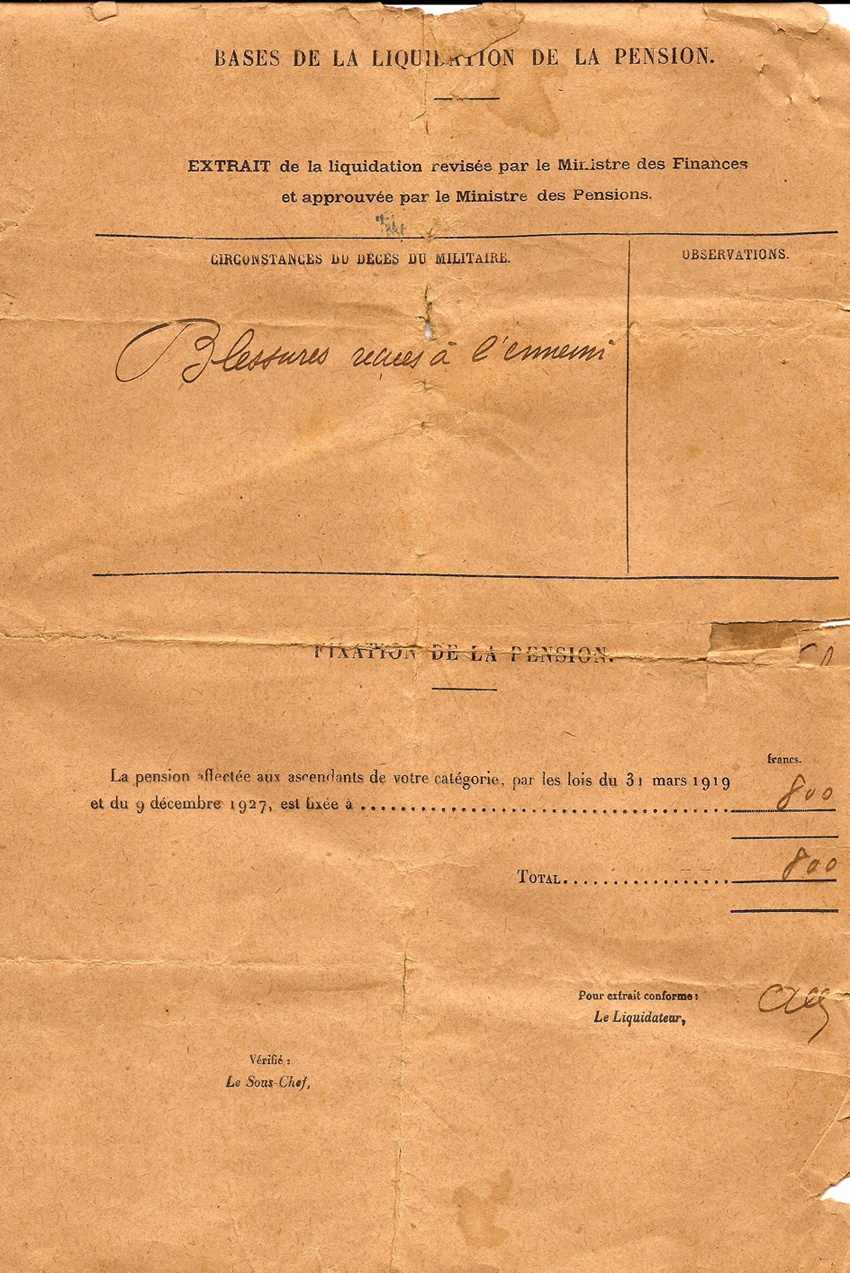 BASES DE LA LIQUIDATION DE LA PENSION.
EXTRAIT de la liquidation revisée par le Ministre des Finances
et approuvée par le Ministre des Pensions.
CIRCONSTANCES DU DÉCÈS DU MILITAIRE.
OBSERVATIONS.
Blessures reçues à l'ennemi
FIXATION DE LA PENSION.
francs.
La pension affectée aux ascendants de votre catégorie, par les lois du 31 mars 1919
et du 9 décembre 1927, est fixée à ........................................ 800
TOTAL.................. 800
Pour extrait conforme :
Le Liquidateur,
Vérifié :
Le Sous-Chef,